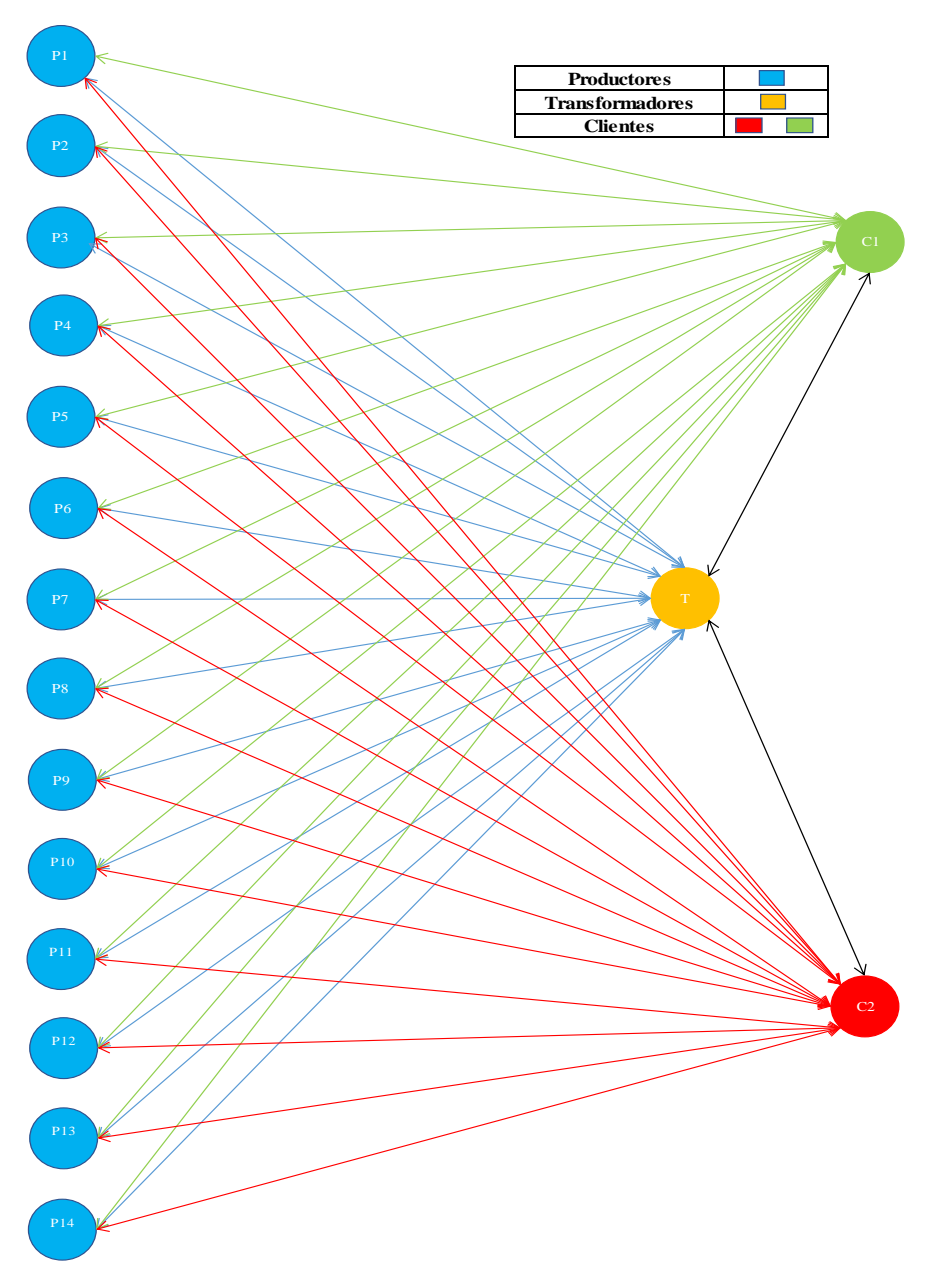 P1
Productores
Transformadores
Clientes
P2
P3
C1
P4
P5
P6
P7
T
P8
P9
P10
P11
C2
P12
P13
P14